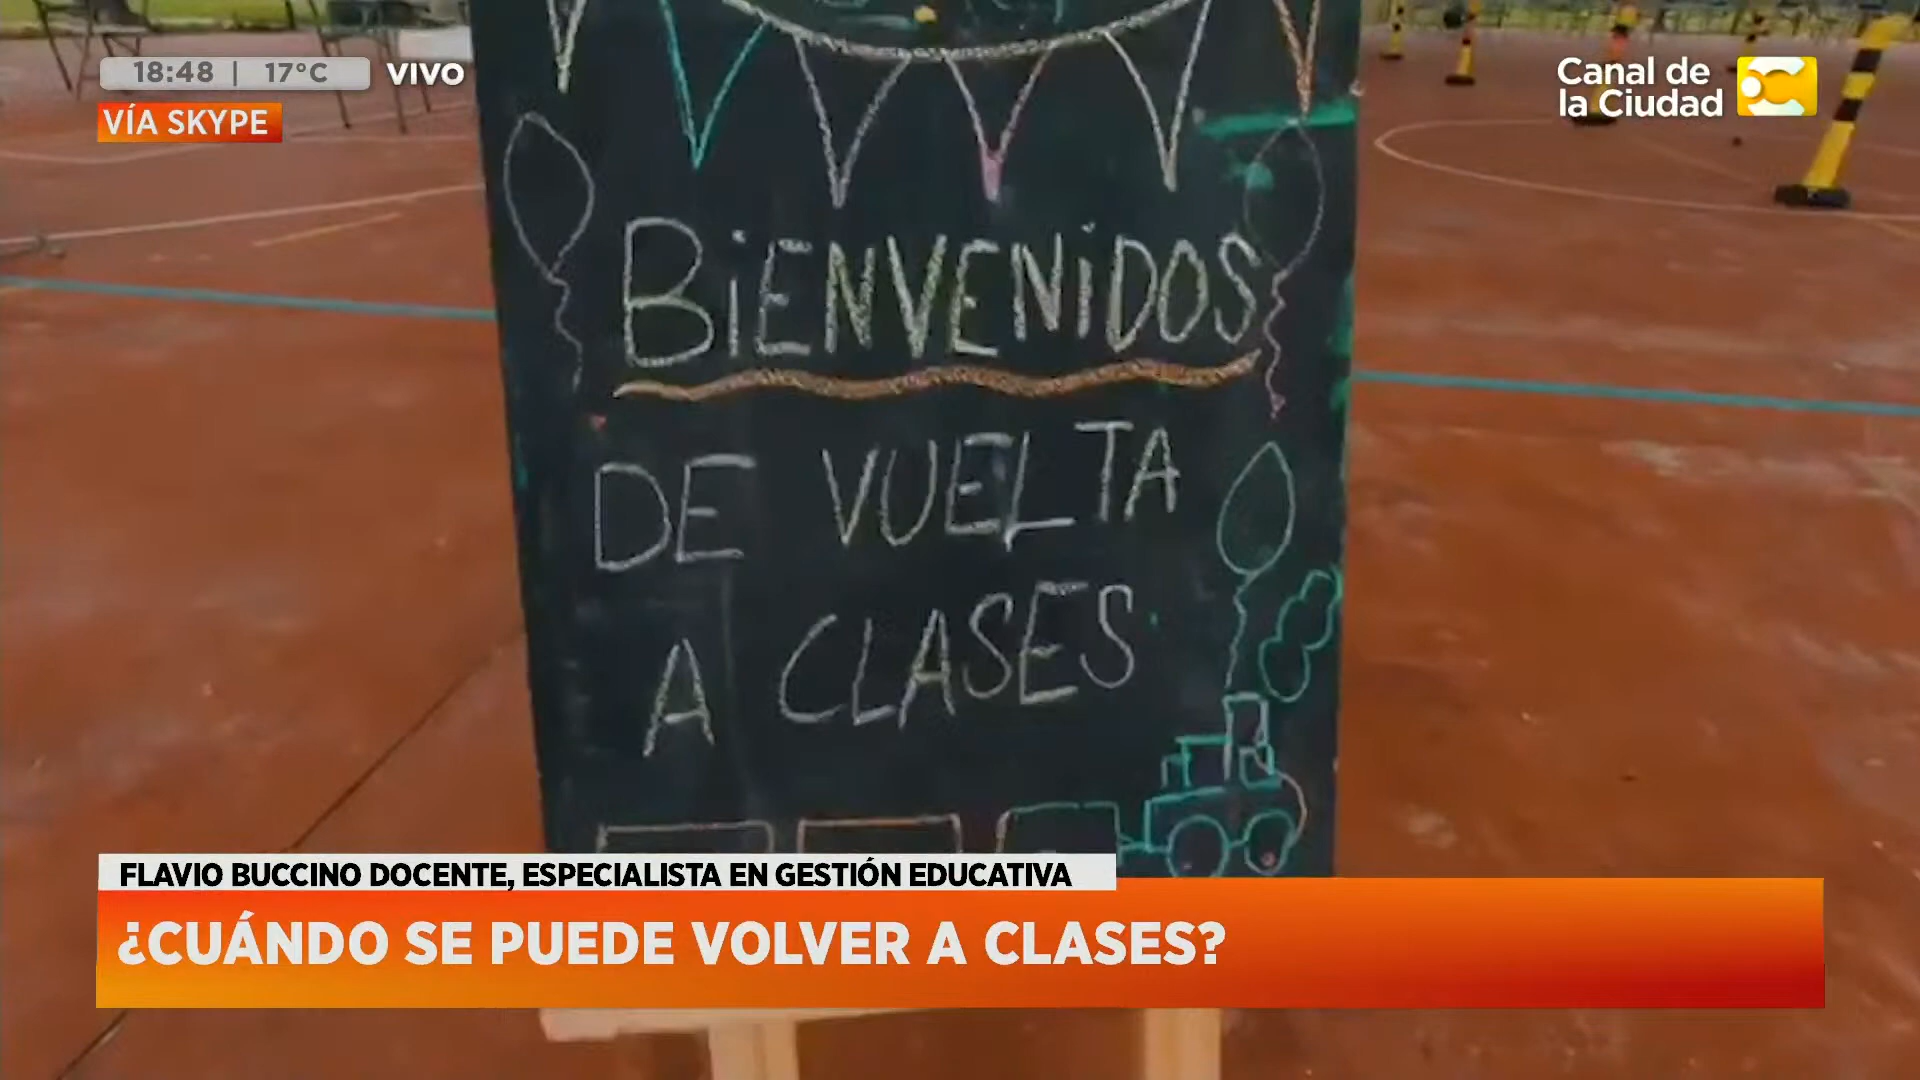 18:48 | 17°C VIVO
VÍA SKYPE
Canal de
la Ciudad
BiENVENiDOS
DE VUELTA
A CLASES
FLAVIO BUCCINO DOCENTE, ESPECIALISTA EN GESTIÓN EDUCATIVA
¿CUÁNDO SE PUEDE VOLVER A CLASES?